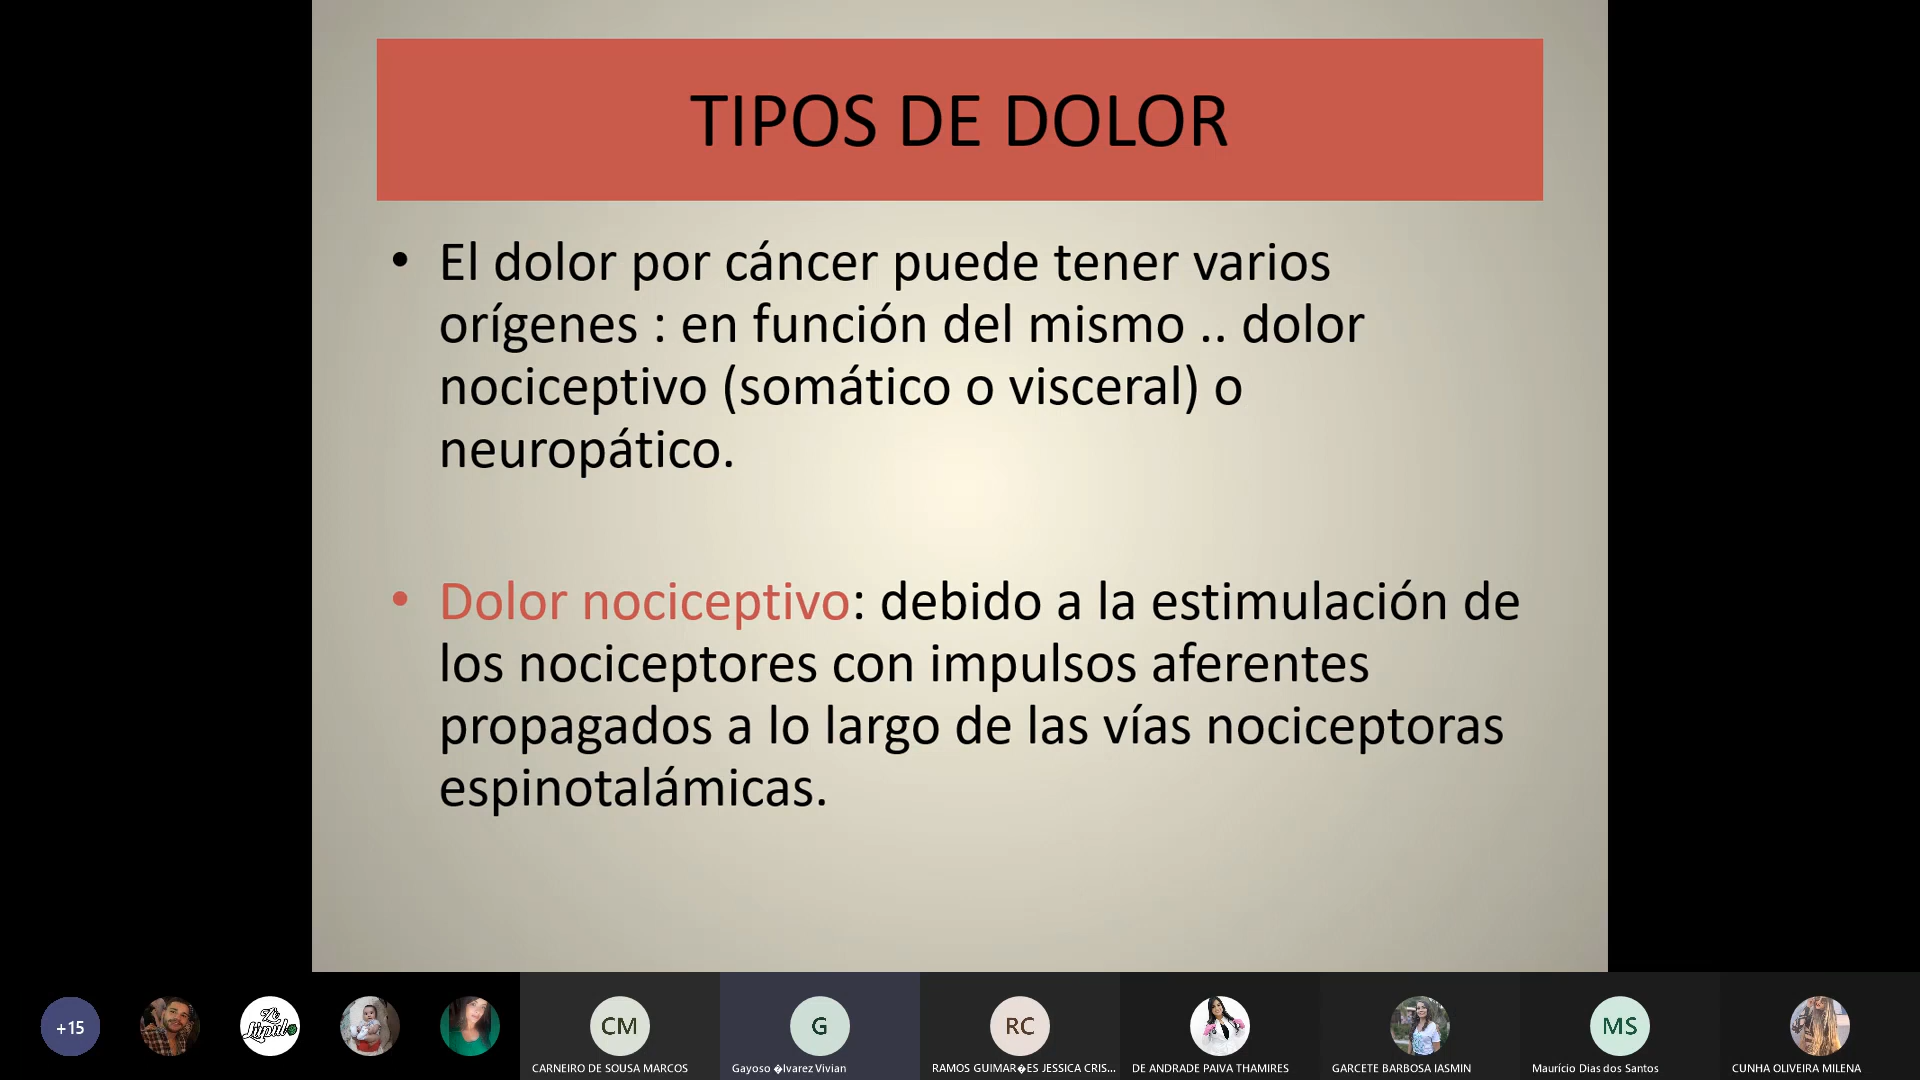 TIPOS DE DOLOR
• El dolor por cáncer puede tener varios
orígenes : en función del mismo .. dolor
nociceptivo (somático o visceral) o
neuropático.
• Dolor nociceptivo: debido a la estimulación de
los nociceptores con impulsos aferentes
propagados a lo largo de las vías nociceptoras
espinotalámicas.
+15
CM
G
RC
MS
CARNEIRO DE SOUSA MARCOS
Gayoso �lvarez Vivian
RAMOS GUIMAR�ES JESSICA CRIS...
DE ANDRADE PAIVA THAMIRES
GARCETE BARBOSA IASMIN
Maurício Dias dos Santos
CUNHA OLIVEIRA MILENA